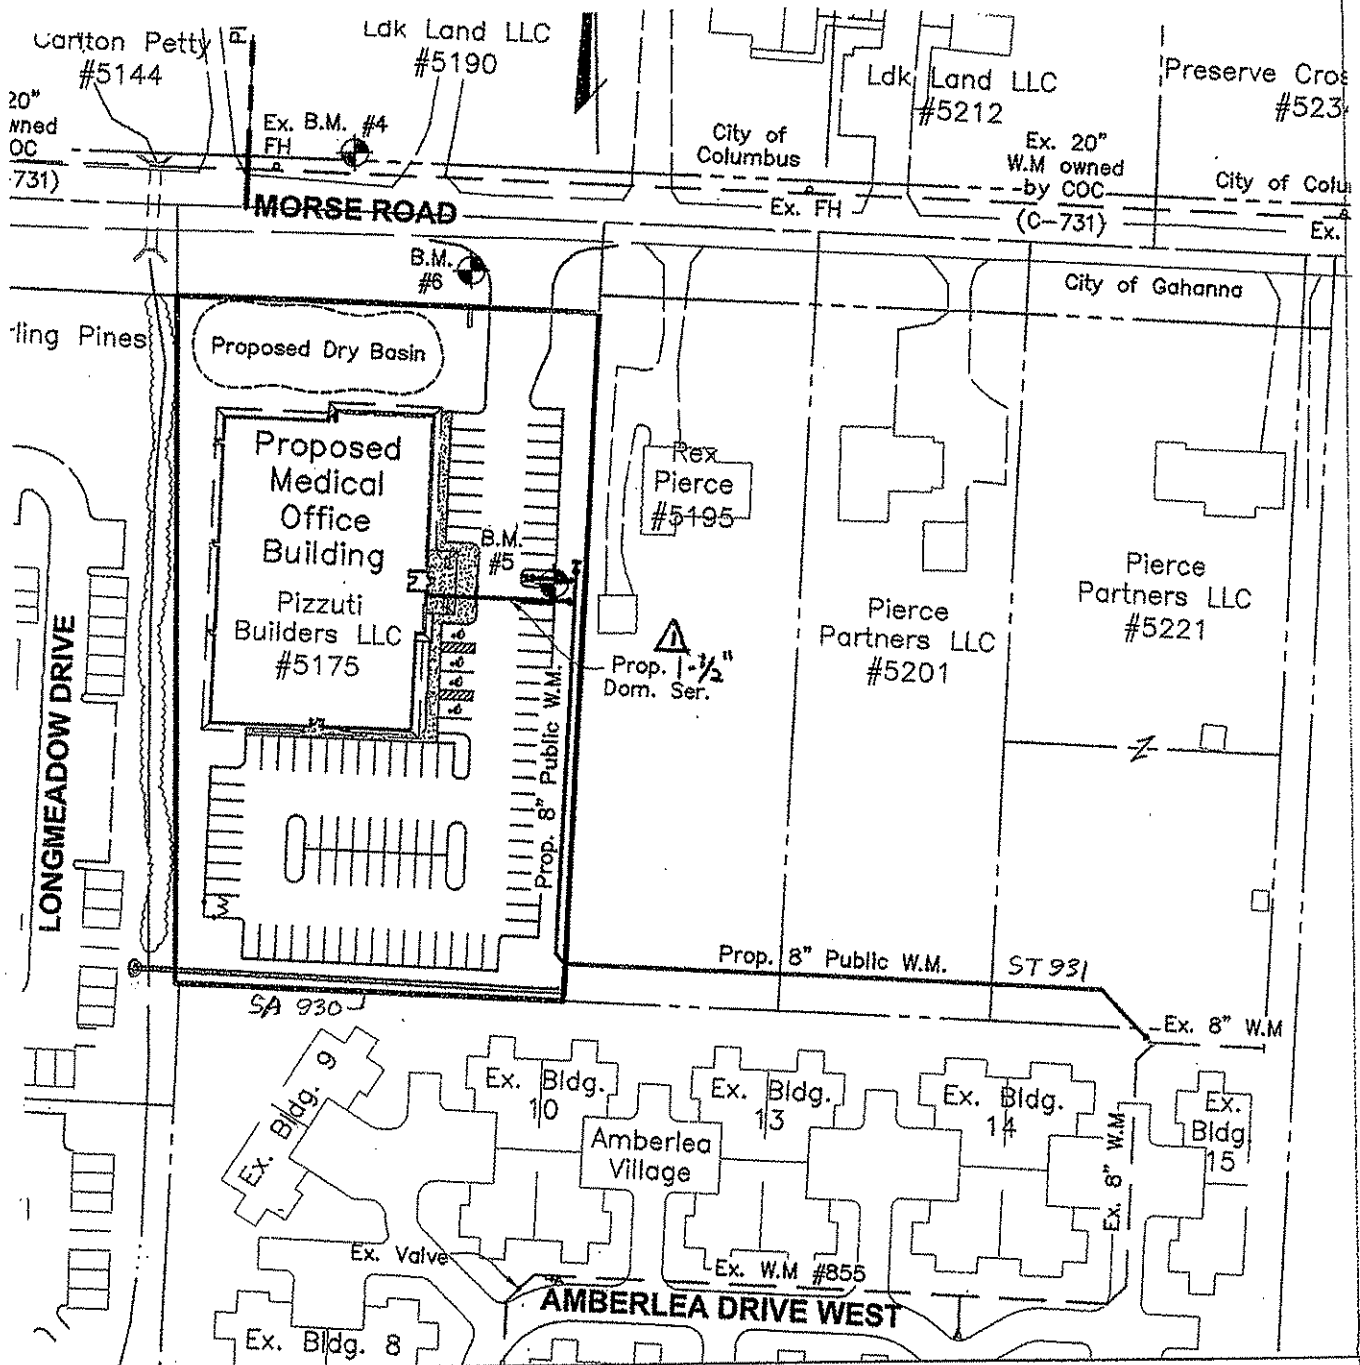 Carlton Petty
#5144
Ldk Land LLC
#5190
Ldk Land LLC
#5212
Preserve Cros
#523
20"
wned
OC
-731)
Ex. B.M. #4
FH
City of
Columbus
Ex. 20"
W.M owned
by COC
(C-731)
City of Colu
Ex. FH
Ex.
MORSE ROAD
B.M.
#6
City of Gahanna
rling Pines
Proposed Dry Basin
Proposed
Medical
Office
Building
Pizzuti
Builders LLC
#5175
B.M.
#5
Rex
Pierce
#5195
Pierce
Partners LLC
#5201
Pierce
Partners LLC
#5221
1
Prop. 1-1/2"
Dom. Ser.
LONGMEADOW DRIVE
Prop. 8" Public W.M.
Prop. 8" Public W.M.
ST 931
SA 930
Ex. 8" W.M
Ex. Bldg. 9
Ex. Bldg.
10
Ex. Bldg.
13
Ex. Bldg.
14
Ex.
Bldg.
15
Amberlea
Village
Ex. 8" W.M
Ex. Valve
Ex. W.M #855
AMBERLEA DRIVE WEST
Ex. Bldg. 8